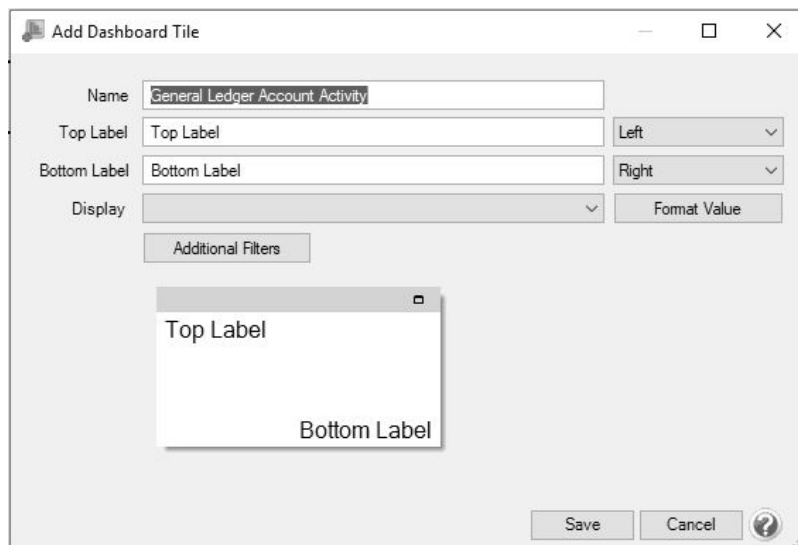 Add Dashboard Tile
Name General Ledger Account Activity
Top Label Top Label Left
Bottom Label Bottom Label Right
Display Format Value
Additional Filters
Top Label
Bottom Label
Save Cancel ?